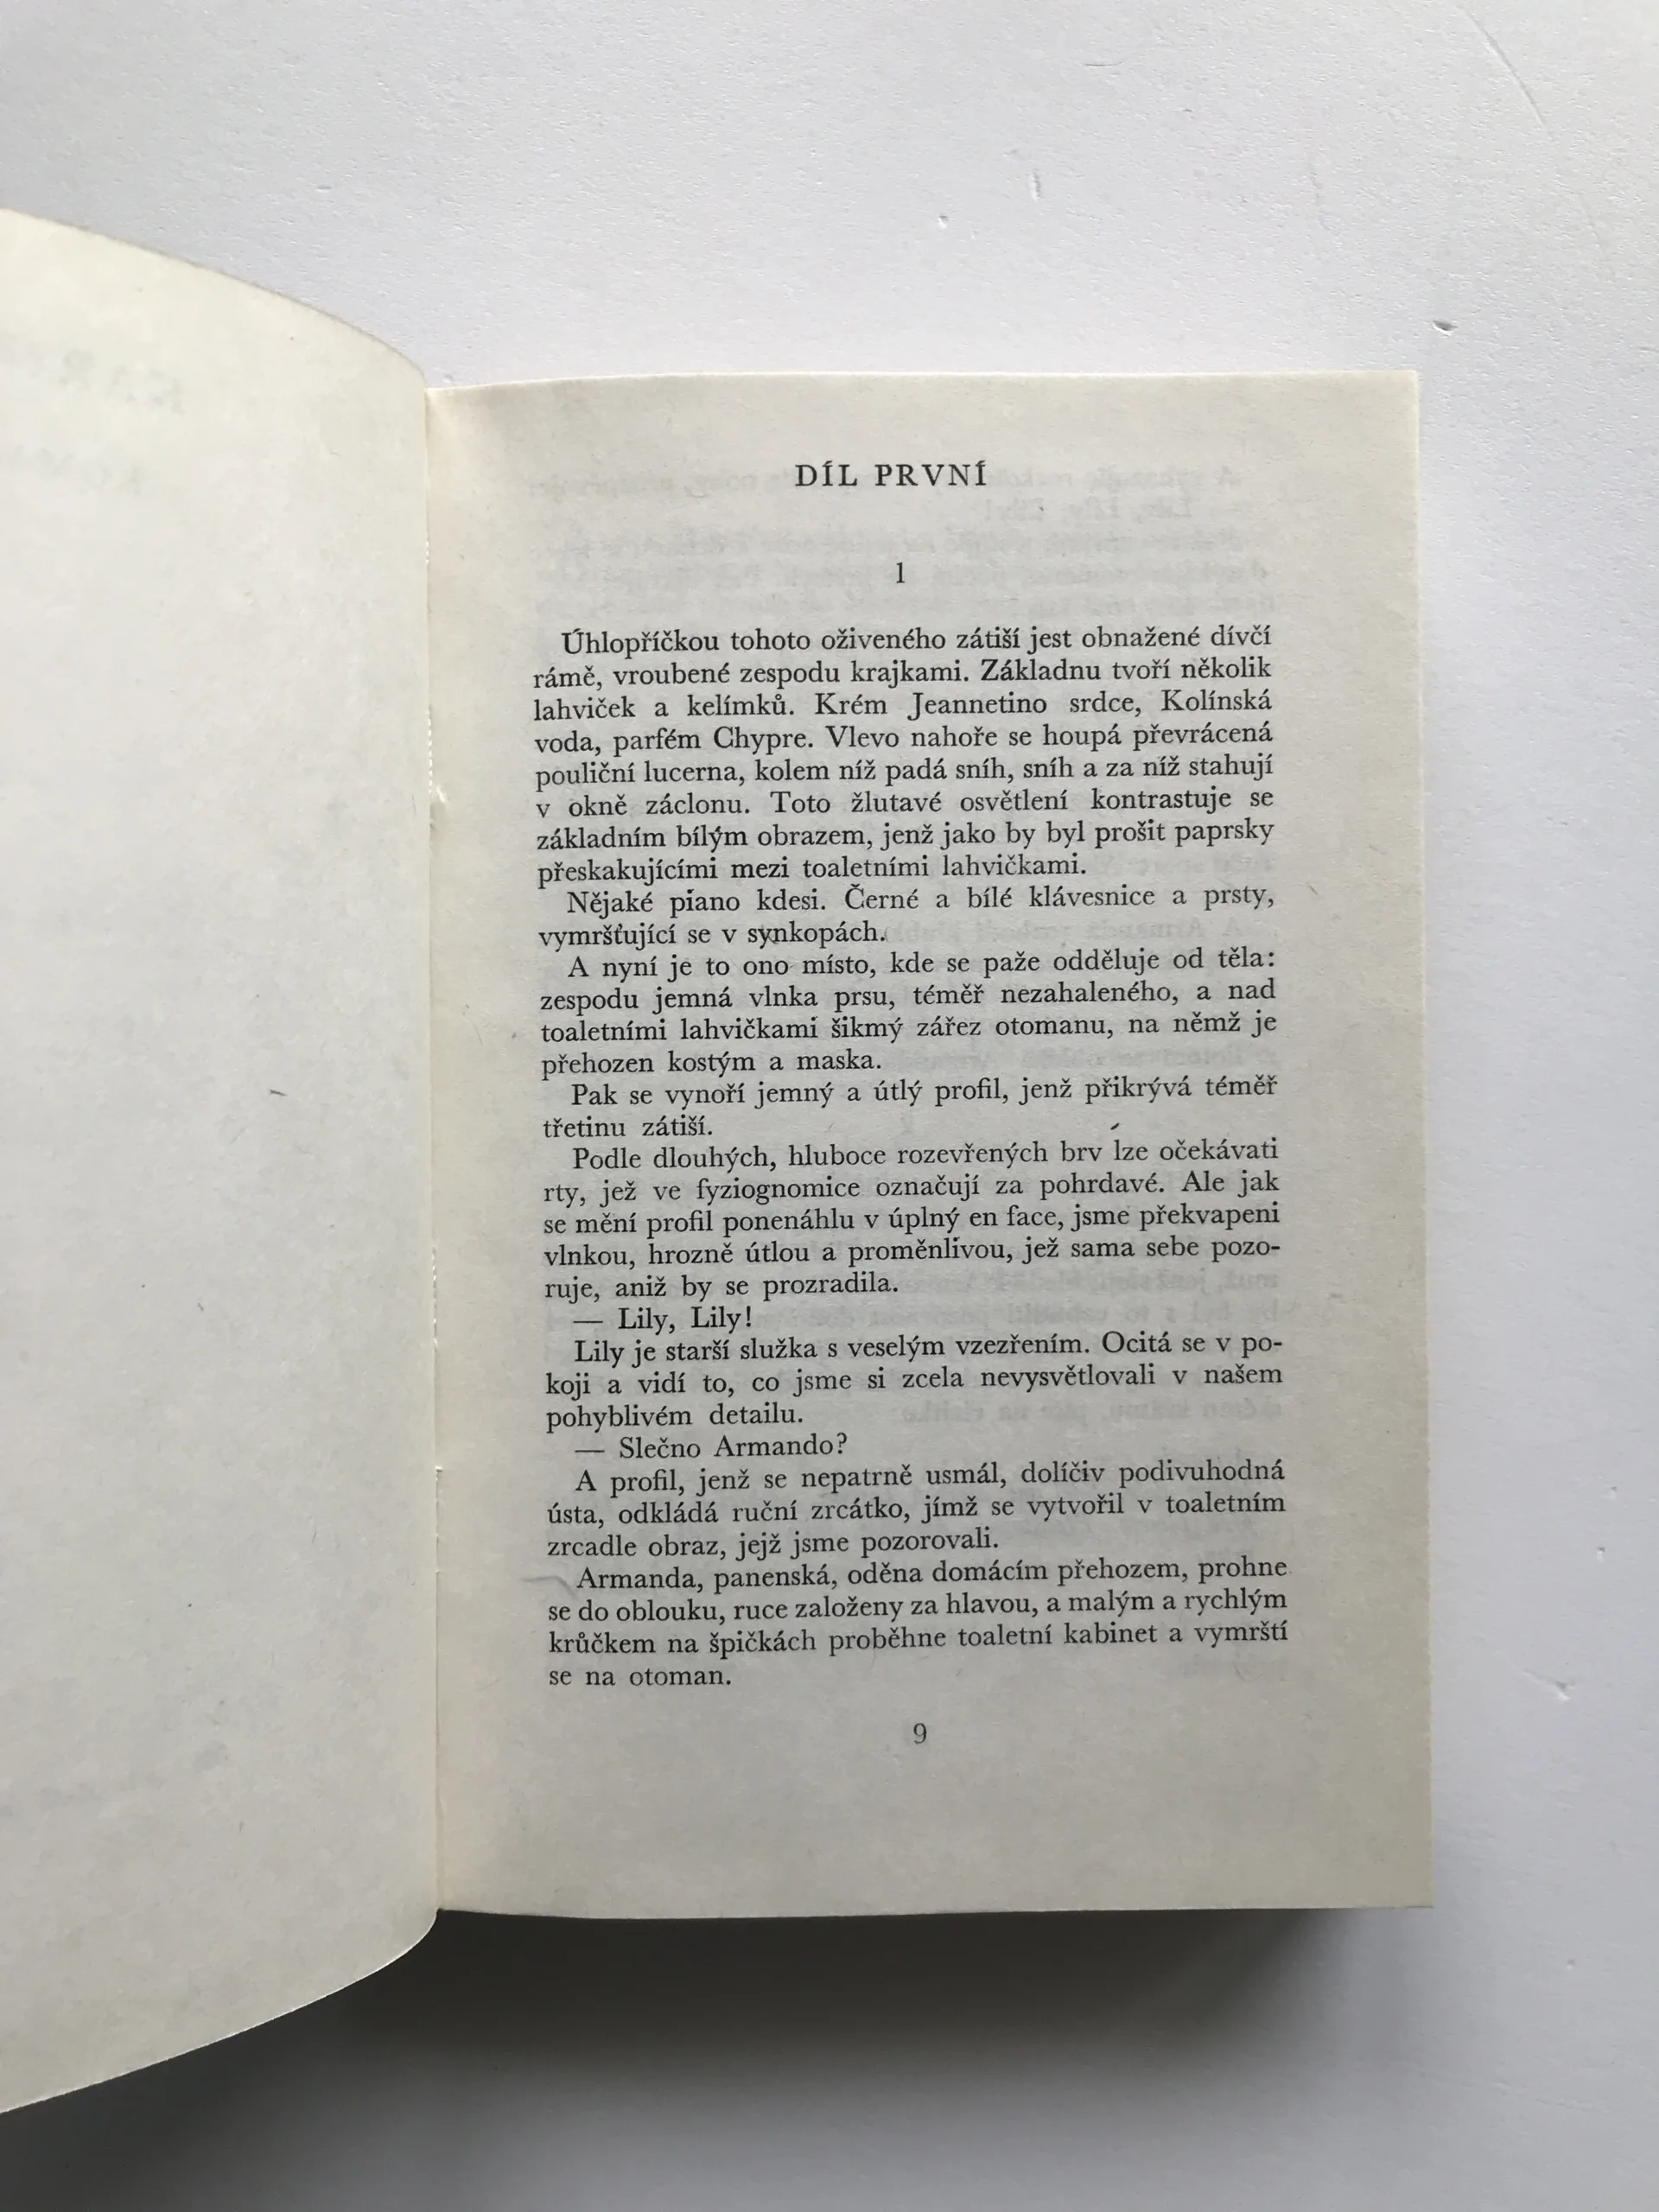 DÍL PRVNÍ
1
Úhlopříčkou tohoto oživeného zátiší jest obnažené dívčí
rámě, vroubené zespodu krajkami. Základnu tvoří několik
lahviček a kelímků. Krém Jeannetino srdce, Kolínská
voda, parfém Chypre. Vlevo nahoře se houpá převrácená
pouliční lucerna, kolem níž padá sníh, sníh a za níž stahují
v okně záclonu. Toto žlutavé osvětlení kontrastuje se
základním bílým obrazem, jenž jako by byl prošit paprsky
přeskakujícími mezi toaletními lahvičkami.
Nějaké piano kdesi. Černé a bílé klávesnice a prsty,
vymršťující se v synkopách.
A nyní je to ono místo, kde se paže odděluje od těla:
zespodu jemná vlnka prsu, téměř nezahaleného, a nad
toaletními lahvičkami šikmý zářez otomanu, na němž je
přehozen kostým a maska.
Pak se vynoří jemný a útlý profil, jenž přikrývá téměř
třetinu zátiší.
Podle dlouhých, hluboce rozevřených brv lze očekávati
rty, jež ve fyziognomice označují za pohrdavé. Ale jak
se mění profil ponenáhlu v úplný en face, jsme překvapeni
vlnkou, hrozně útlou a proměnlivou, jež sama sebe pozo-
ruje, aniž by se prozradila.
— Lily, Lily!
Lily je starší služka s veselým vzezřením. Ocitá se v po-
koji a vidí to, co jsme si zcela nevysvětlovali v našem
pohyblivém detailu.
— Slečno Armando?
A profil, jenž se nepatrně usmál, dolíčiv podivuhodná
ústa, odkládá ruční zrcátko, jímž se vytvořil v toaletním
zrcadle obraz, jejž jsme pozorovali.
Armanda, panenská, oděna domácím přehozem, prohne
se do oblouku, ruce založeny za hlavou, a malým a rychlým
krůčkem na špičkách proběhne toaletní kabinet a vymrští
se na otoman.
9